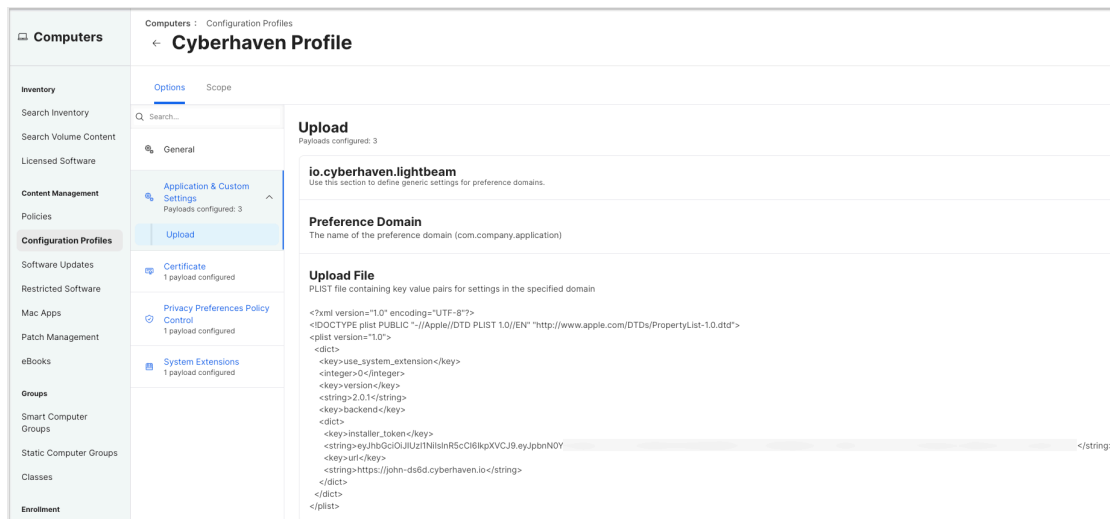 Computers
Inventory
Search Inventory
Search Volume Content
Licensed Software
Content Management
Policies
Configuration Profiles
Software Updates
Restricted Software
Mac Apps
Patch Management
eBooks
Groups
Smart Computer
Groups
Static Computer Groups
Classes
Enrollment
Computers : Configuration Profiles
← Cyberhaven Profile
Options Scope
Search...
General
Application & Custom
Settings
Payloads configured: 3
Upload
Certificate
1 payload configured
Privacy Preferences Policy
Control
1 payload configured
System Extensions
1 payload configured
Upload
Payloads configured: 3
io.cyberhaven.lightbeam
Use this section to define generic settings for preference domains.
Preference Domain
The name of the preference domain (com.company.application)
Upload File
PLIST file containing key value pairs for settings in the specified domain
<?xml version="1.0" encoding="UTF-8"?>
<!DOCTYPE plist PUBLIC "-//Apple//DTD PLIST 1.0//EN" "http://www.apple.com/DTDs/PropertyList-1.0.dtd">
<plist version="1.0">
<dict>
<key>use_system_extension</key>
<integer>0</integer>
<key>version</key>
<string>2.0.1</string>
<key>backend</key>
<dict>
<key>installer_token</key>
<string>eyJhbGciOiJIUzI1NiIsInR5cCI6IkpXVCJ9.eyJpbnN0Y </string>
<key>url</key>
<string>https://john-ds6d.cyberhaven.io</string>
</dict>
</dict>
</plist>